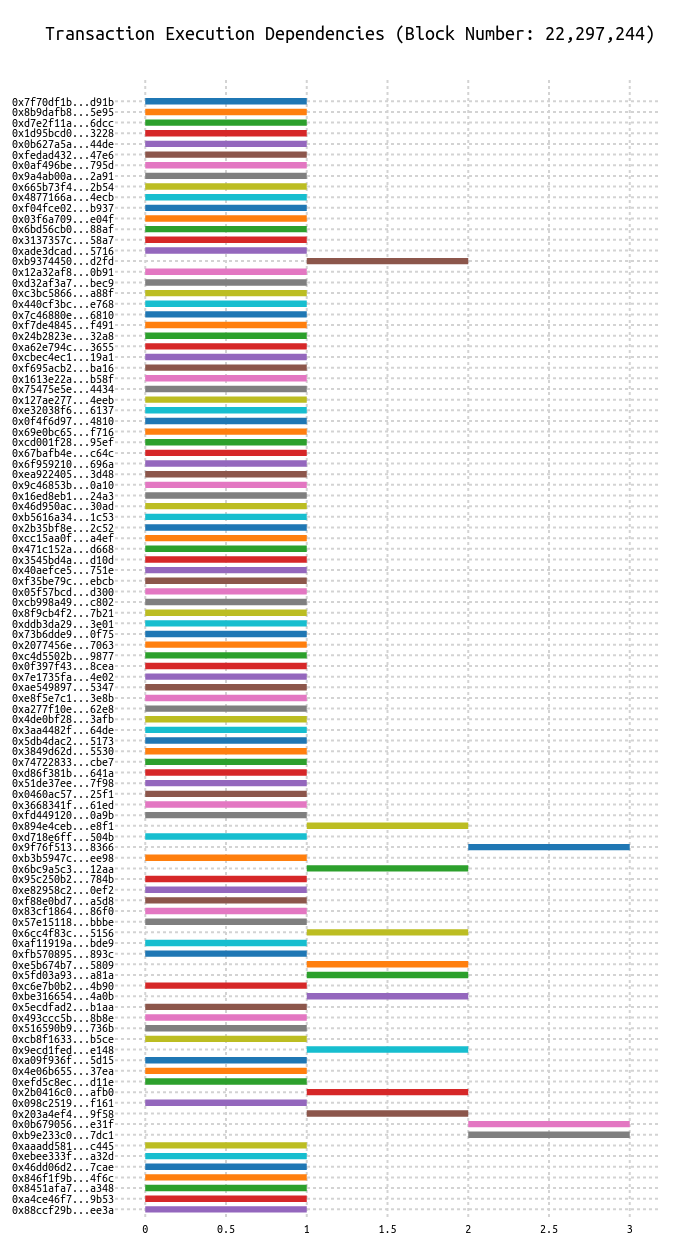 Transaction Execution Dependencies (Block Number: 22,297,244)
0x7f70df1b...d91b
0x8b9dafb8...5e95
0xd7e2f11a...6dcc
0x1d95bcd0...3228
0x0b627a5a...44de
0xfedad432...47e6
0x0af496be...795d
0x9a4ab00a...2a91
0x665b73f4...2b54
0x4877166a...4ecb
0xf04fce02...b937
0x03f6a709...e04f
0x6bd56cb0...88af
0x3137357c...58a7
0xade3dcad...5716
0xb9374450...d2fd
0x12a32af8...0b91
0xd32af3a7...bec9
0xc3bc5866...a88f
0x440cf3bc...e768
0x7c46880e...6810
0xf7de4845...f491
0x24b2823e...32a8
0xa62e794c...3655
0xcbec4ec1...19a1
0xf695acb2...ba16
0x1613e22a...b58f
0x75475e5e...4434
0x127ae277...4eeb
0xe32038f6...6137
0x0f4f6d97...4810
0x69e0bc65...f716
0xcd001f28...95ef
0x67bafb4e...c64c
0x6f959210...696a
0xea922405...3d48
0x9c46853b...0a10
0x16ed8eb1...24a3
0x46d950ac...30ad
0xb5616a34...1c53
0x2b35bf8e...2c52
0xcc15aa0f...a4ef
0x471c152a...d668
0x3545bd4a...d10d
0x40aefce5...751e
0xf35be79c...ebcb
0x05f57bcd...d300
0xcb998a49...c802
0x8f9cb4f2...7b21
0xddb3da29...3e01
0x73b6dde9...0f75
0x2077456e...7063
0xc4d5502b...9877
0x0f397f43...8cea
0x7e1735fa...4e02
0xae549897...5347
0xe8f5e7c1...3e8b
0xa277f10e...62e8
0x4de0bf28...3afb
0x3aa4482f...64de
0x5db4dac2...5173
0x3849d62d...5530
0x74722833...cbe7
0xd86f381b...641a
0x51de37ee...7f98
0x0460ac57...25f1
0x3668341f...61ed
0xfd449120...0a9b
0x894e4ceb...e8f1
0xd718e6ff...504b
0x9f76f513...8366
0xb3b5947c...ee98
0x6bc9a5c3...12aa
0x95c250b2...784b
0xe82958c2...0ef2
0xf88e0bd7...a5d8
0x83cf1864...86f0
0x57e15118...bbbe
0x6cc4f83c...5156
0xaf11919a...bde9
0xfb570895...893c
0xe5b674b7...5809
0x5fd03a93...a81a
0xc6e7b0b2...4b90
0xbe316654...4a0b
0x5ecdfad2...b1aa
0x493ccc5b...8b8e
0x516590b9...736b
0xcb8f1633...b5ce
0x9ecd1fed...e148
0xa09f936f...5d15
0x4e06b655...37ea
0xefd5c8ec...d11e
0x2b0416c0...afb0
0x098c2519...f161
0x203a4ef4...9f58
0x0b679056...e31f
0xb9e233c0...7dc1
0xaaadd581...c445
0xebee333f...a32d
0x46dd06d2...7cae
0x846f1f9b...4f6c
0x8451afa7...a348
0xa4ce46f7...9b53
0x88ccf29b...ee3a
0 0.5 1 1.5 2 2.5 3